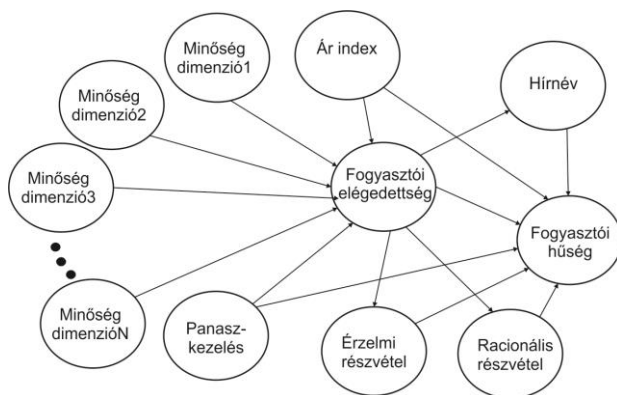 Minőség
dimenzió1
Ár index
Hírnév
Minőség
dimenzió2
Minőség
dimenzió3
Fogyasztói
elégedettség
Fogyasztói
hűség
Minőség
dimenzióN
Panasz-
kezelés
Érzelmi
részvétel
Racionális
részvétel